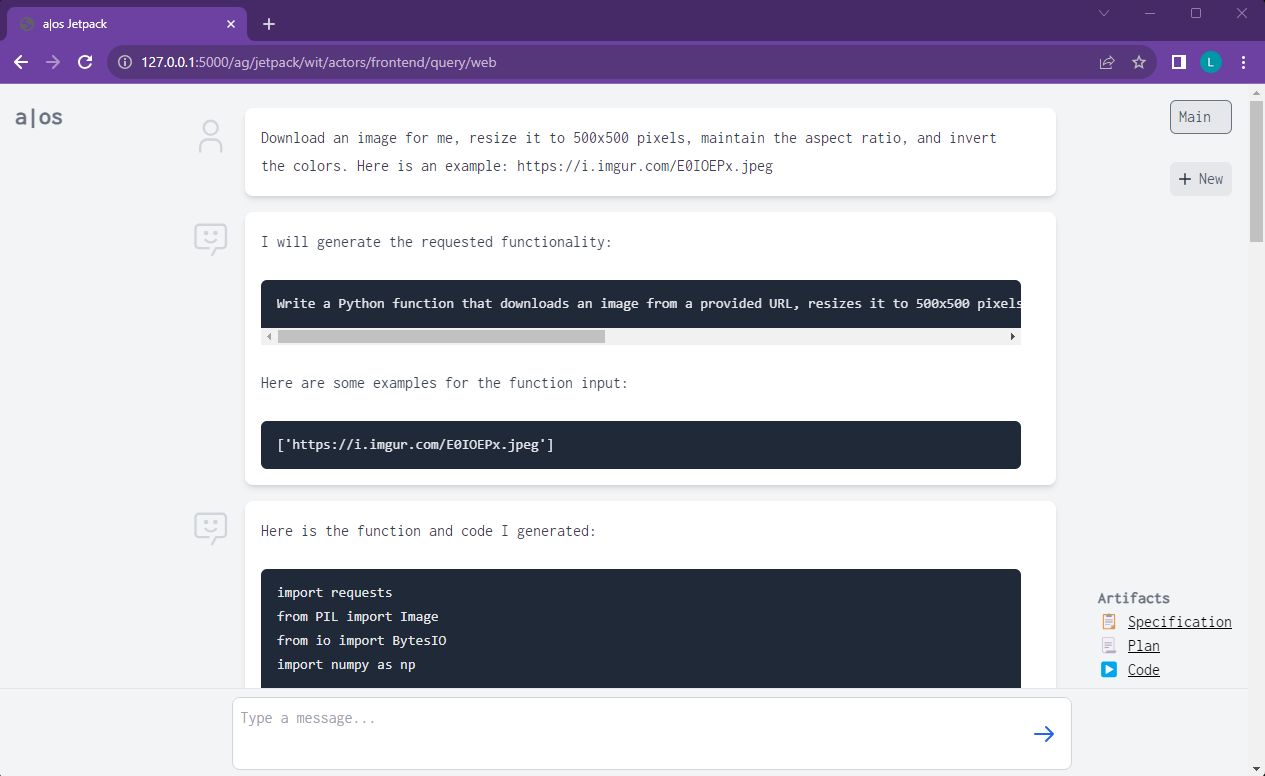 a|os Jetpack
127.0.0.1:5000/ag/jetpack/wit/actors/frontend/query/web
L
a|os
Main
+ New
Download an image for me, resize it to 500x500 pixels, maintain the aspect ratio, and invert
the colors. Here is an example: https://i.imgur.com/E0IOEPx.jpeg
I will generate the requested functionality:
Write a Python function that downloads an image from a provided URL, resizes it to 500x500 pixels
Here are some examples for the function input:
['https://i.imgur.com/E0IOEPx.jpeg']
Here is the function and code I generated:
import requests
from PIL import Image
from io import BytesIO
import numpy as np
Artifacts
Specification
Plan
Code
Type a message...